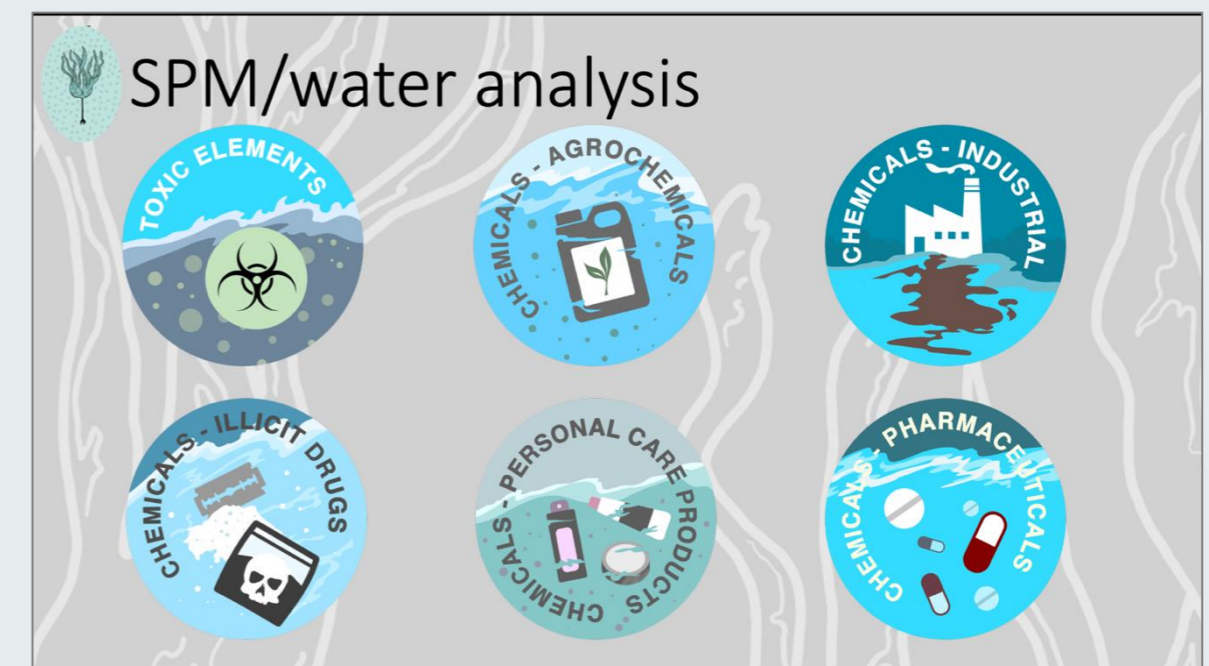 SPM/water analysis
TOXIC ELEMENTS
CHEMICALS - AGROCHEMICALS
CHEMICALS - INDUSTRIAL
CHEMICALS - ILLICIT DRUGS
CHEMICALS - PERSONAL CARE PRODUCTS
CHEMICALS - PHARMACEUTICALS